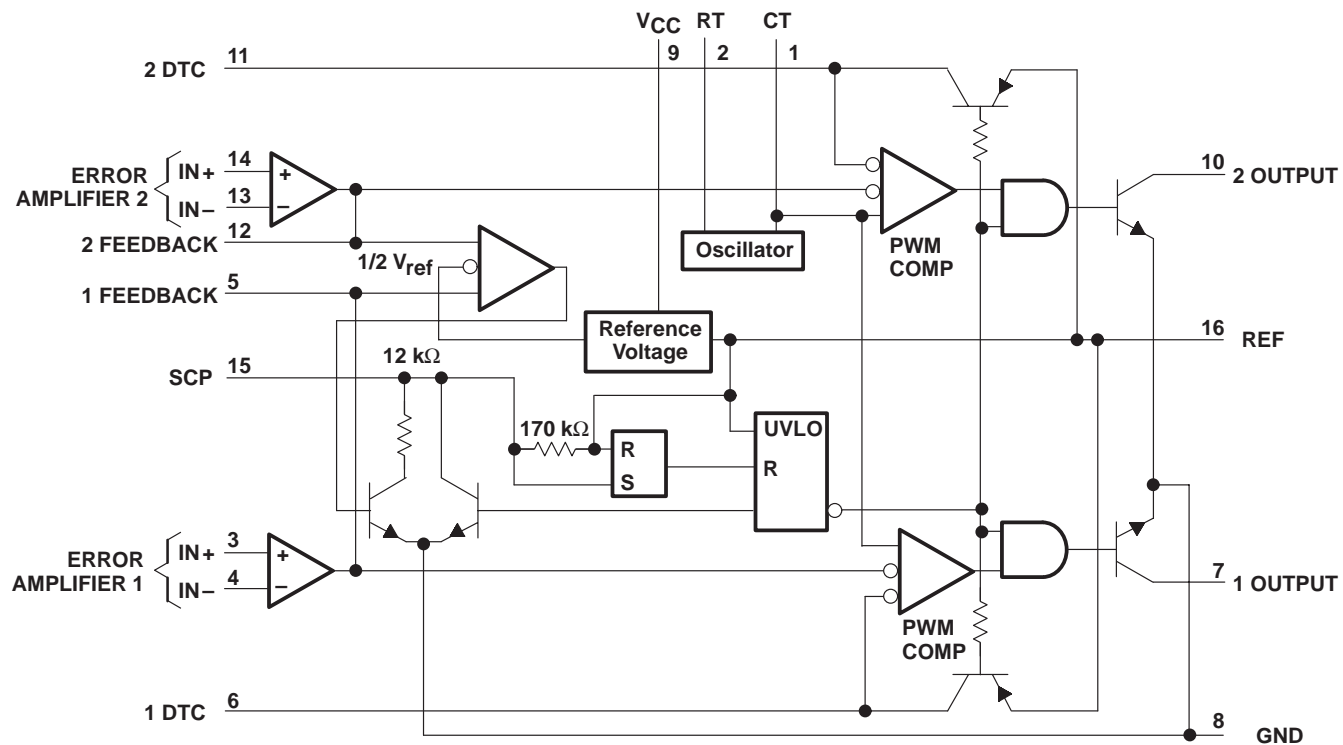 VCC RT CT
9 2 1
2 DTC 11
ERROR
AMPLIFIER 2
IN+ 14
IN− 13
+
−
2 FEEDBACK 12
1/2 Vref
1 FEEDBACK 5
Oscillator
PWM
COMP
10 2 OUTPUT
Reference
Voltage
16 REF
12 kΩ
SCP 15
170 kΩ
R
S
UVLO
R
ERROR
AMPLIFIER 1
IN+ 3
IN− 4
+
−
PWM
COMP
7 1 OUTPUT
1 DTC 6
8 GND